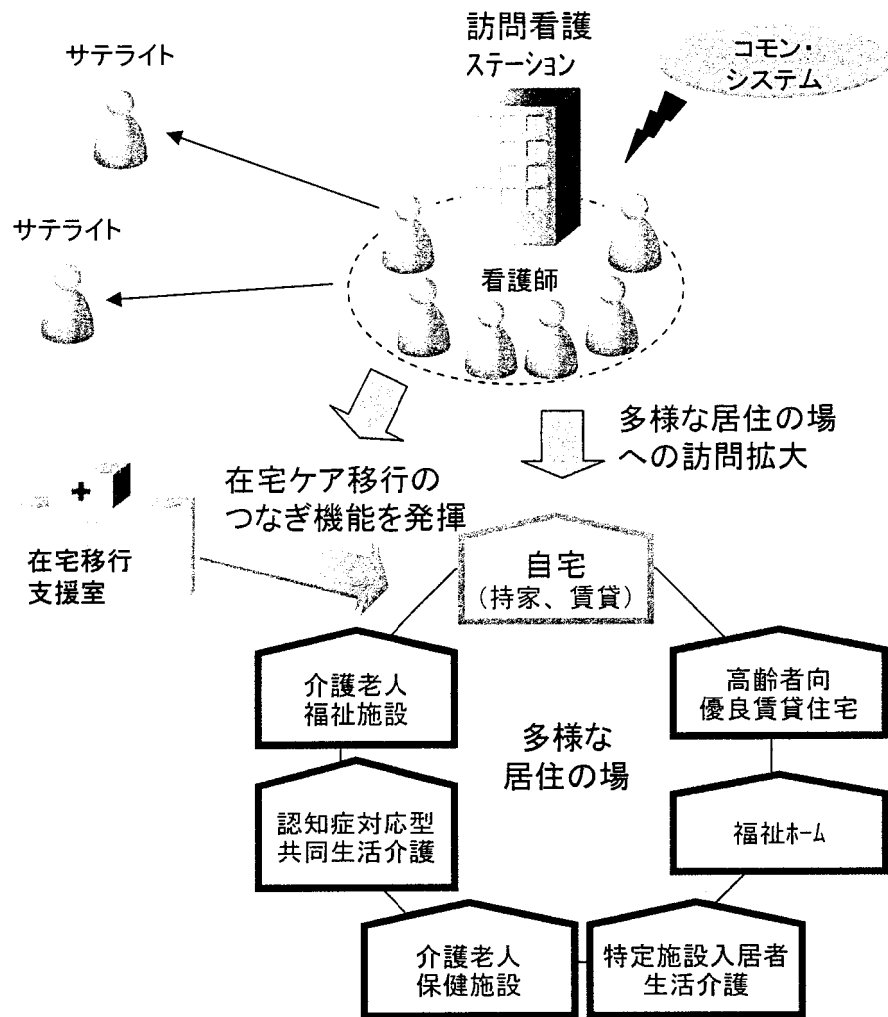 サテライト
訪問看護
ステーション
コモン・
システム
サテライト
看護師
多様な居住の場
への訪問拡大
在宅ケア移行の
つなぎ機能を発揮
在宅移行
支援室
自宅
（持家、賃貸）
介護老人
福祉施設
高齢者向
優良賃貸住宅
多様な
居住の場
認知症対応型
共同生活介護
福祉ホーム
介護老人
保健施設
特定施設入居者
生活介護